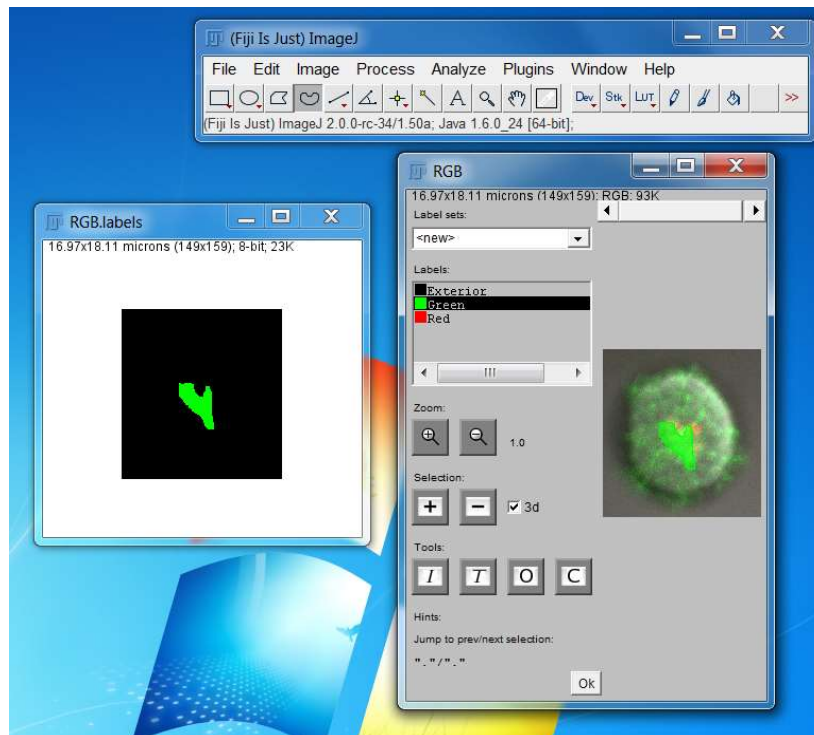 (Fiji Is Just) ImageJ
File Edit Image Process Analyze Plugins Window Help
A Dev Stk LUT >>
(Fiji Is Just) ImageJ 2.0.0-rc-34/1.50a; Java 1.6.0_24 [64-bit];
RGB.labels
16.97x18.11 microns (149x159); 8-bit; 23K
RGB
16.97x18.11 microns (149x159); RGB; 93K
Label sets:
<new>
Labels:
Exterior
Green
Red
Zoom:
1.0
Selection:
+ − 3d
Tools:
I T O C
Hints:
Jump to prev/next selection:
"."/"."
Ok